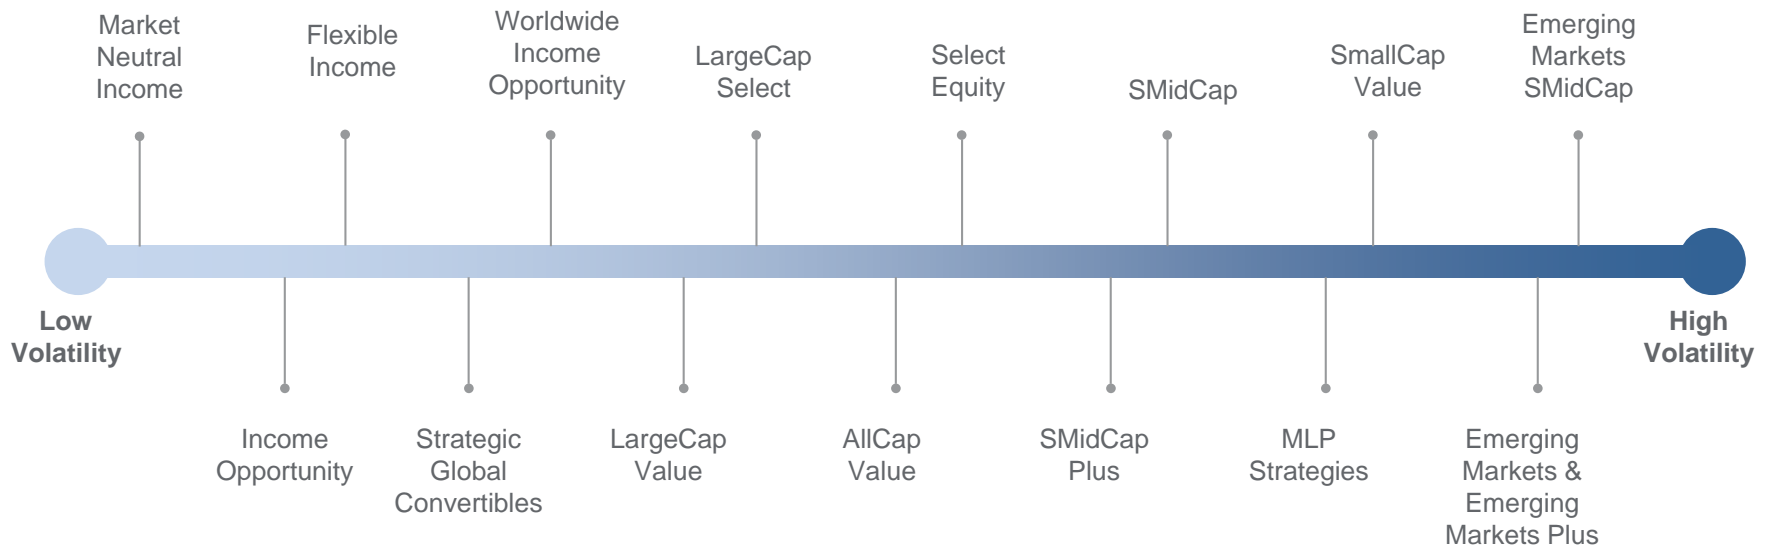 Market
Neutral
Income
Flexible
Income
Worldwide
Income
Opportunity
LargeCap
Select
Select
Equity
SMidCap
SmallCap
Value
Emerging
Markets
SMidCap
Low
Volatility
High
Volatility
Income
Opportunity
Strategic
Global
Convertibles
LargeCap
Value
AllCap
Value
SMidCap
Plus
MLP
Strategies
Emerging
Markets &
Emerging
Markets Plus